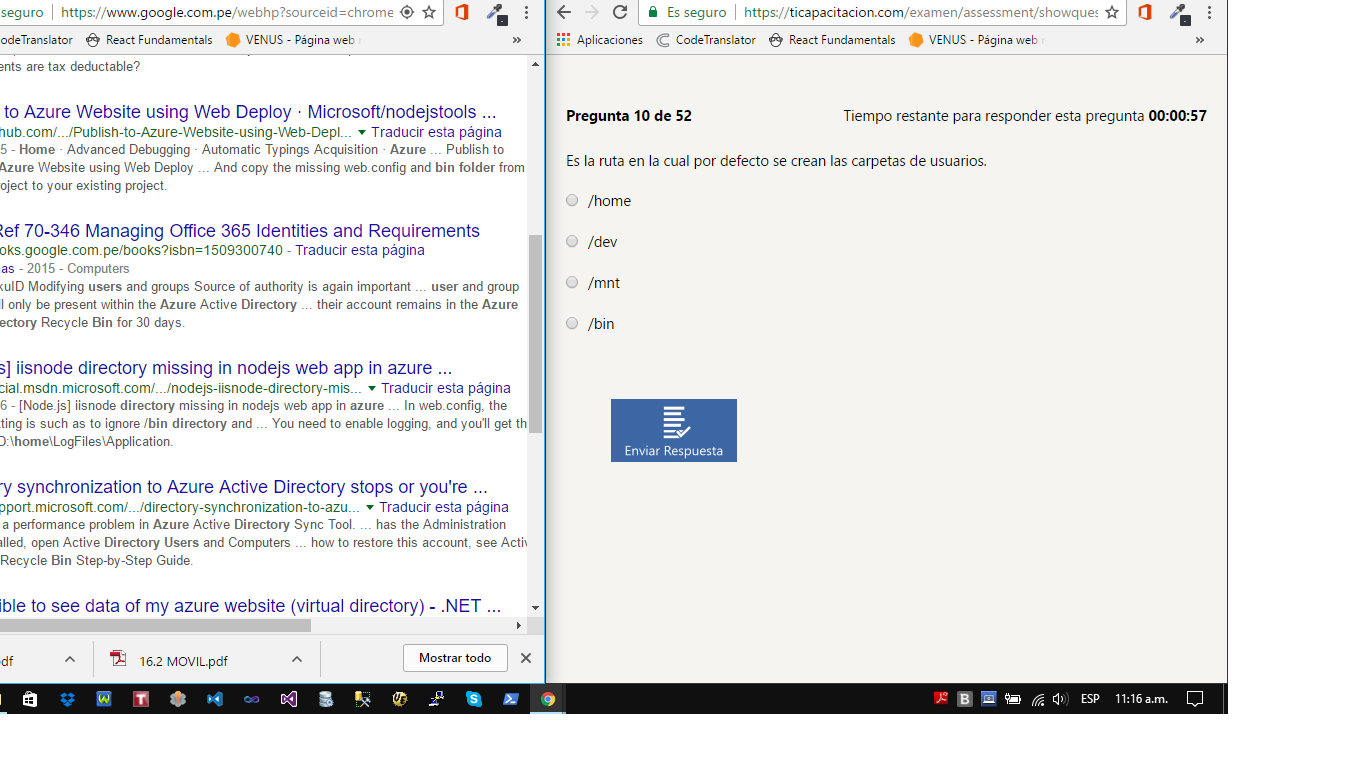 seguro https://www.google.com.pe/webhp?sourceid=chrome
odeTranslator React Fundamentals VENUS - Página web
ents are tax deductable?
to Azure Website using Web Deploy · Microsoft/nodejstools ...
hub.com/.../Publish-to-Azure-Website-using-Web-Depl... Traducir esta página
5 - Home · Advanced Debugging · Automatic Typings Acquisition · Azure ... Publish to
Azure Website using Web Deploy ... And copy the missing web.config and bin folder from
oject to your existing project.
Ref 70-346 Managing Office 365 Identities and Requirements
oks.google.com.pe/books?isbn=1509300740 - Traducir esta página
as - 2015 - Computers
kuID Modifying users and groups Source of authority is again important ... user and group
ll only be present within the Azure Active Directory ... their account remains in the Azure
ectory Recycle Bin for 30 days.
s] iisnode directory missing in nodejs web app in azure ...
cial.msdn.microsoft.com/.../nodejs-iisnode-directory-mis... Traducir esta página
6 - [Node.js] iisnode directory missing in nodejs web app in azure ... In web.config, the
tting is such as to ignore /bin directory and ... You need to enable logging, and you'll get th
D:\home\LogFiles\Application.
ry synchronization to Azure Active Directory stops or you're ...
pport.microsoft.com/.../directory-synchronization-to-azu... Traducir esta página
a performance problem in Azure Active Directory Sync Tool. ... has the Administration
alled, open Active Directory Users and Computers ... how to restore this account, see Activ
Recycle Bin Step-by-Step Guide.
ible to see data of my azure website (virtual directory) - .NET ...
df 16.2 MOVIL.pdf Mostrar todo
Es seguro https://ticapacitacion.com/examen/assessment/showques
Aplicaciones CodeTranslator React Fundamentals VENUS - Página web
Pregunta 10 de 52 Tiempo restante para responder esta pregunta 00:00:57
Es la ruta en la cual por defecto se crean las carpetas de usuarios.
/home
/dev
/mnt
/bin
Enviar Respuesta
ESP 11:16 a.m.